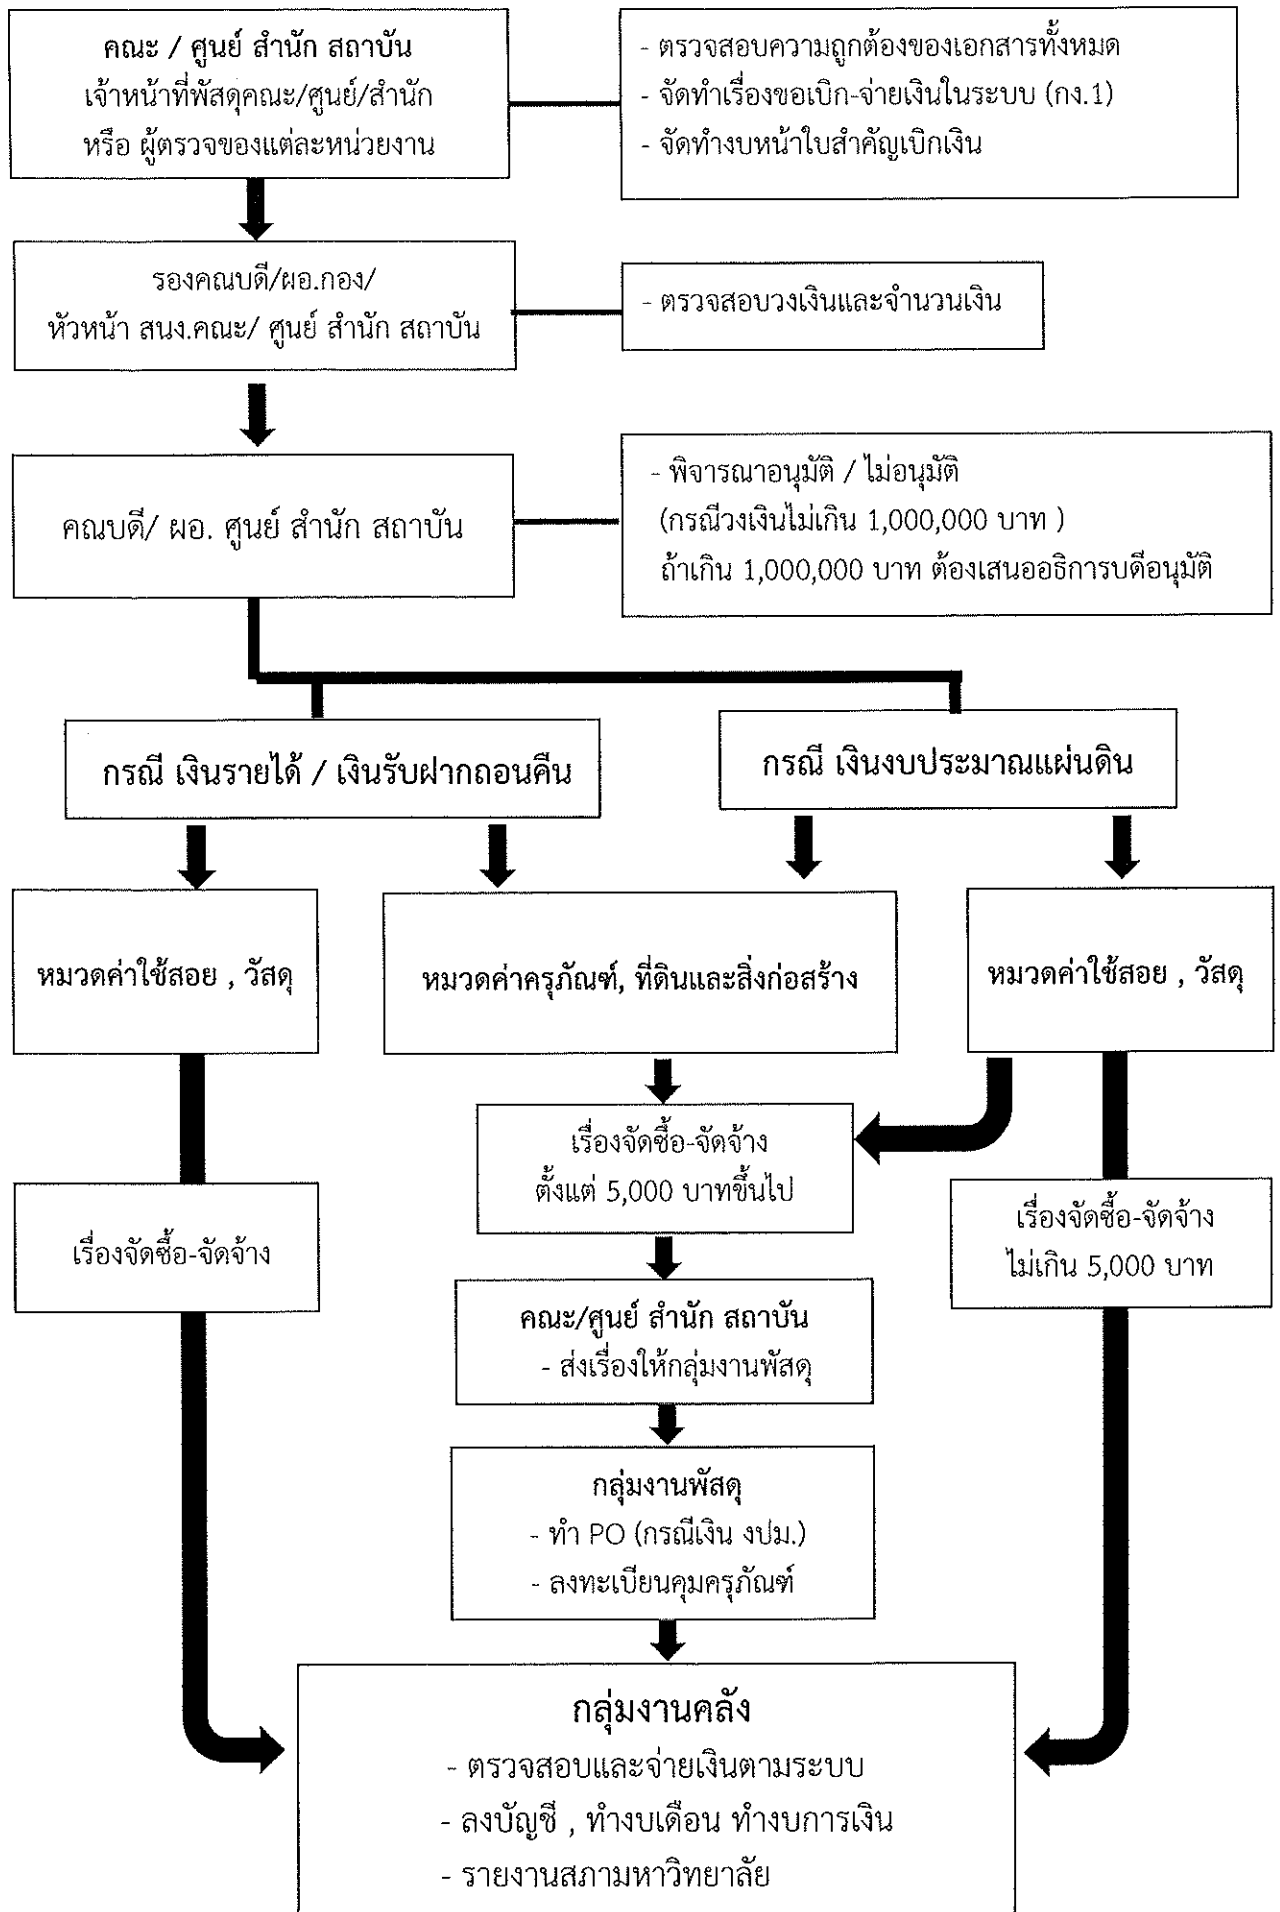 คณะ / ศูนย์ สำนัก สถาบัน
เจ้าหน้าที่พัสดุคณะ/ศูนย์/สำนัก
หรือ ผู้ตรวจของแต่ละหน่วยงาน
- ตรวจสอบความถูกต้องของเอกสารทั้งหมด
- จัดทำเรื่องขอเบิก-จ่ายเงินในระบบ (กง.1)
- จัดทำงบหน้าใบสำคัญเบิกเงิน
รองคณบดี/ผอ.กอง/
หัวหน้า สนง.คณะ/ ศูนย์ สำนัก สถาบัน
- ตรวจสอบวงเงินและจำนวนเงิน
คณบดี/ ผอ. ศูนย์ สำนัก สถาบัน
- พิจารณาอนุมัติ / ไม่อนุมัติ
(กรณีวงเงินไม่เกิน 1,000,000 บาท )
ถ้าเกิน 1,000,000 บาท ต้องเสนออธิการบดีอนุมัติ
กรณี เงินรายได้ / เงินรับฝากถอนคืน
กรณี เงินงบประมาณแผ่นดิน
หมวดค่าใช้สอย , วัสดุ
หมวดค่าครุภัณฑ์, ที่ดินและสิ่งก่อสร้าง
หมวดค่าใช้สอย , วัสดุ
เรื่องจัดซื้อ-จัดจ้าง
ตั้งแต่ 5,000 บาทขึ้นไป
เรื่องจัดซื้อ-จัดจ้าง
เรื่องจัดซื้อ-จัดจ้าง
ไม่เกิน 5,000 บาท
คณะ/ศูนย์ สำนัก สถาบัน
- ส่งเรื่องให้กลุ่มงานพัสดุ
กลุ่มงานพัสดุ
- ทำ PO (กรณีเงิน งปม.)
- ลงทะเบียนคุมครุภัณฑ์
กลุ่มงานคลัง
- ตรวจสอบและจ่ายเงินตามระบบ
- ลงบัญชี , ทำงบเดือน ทำงบการเงิน
- รายงานสภามหาวิทยาลัย